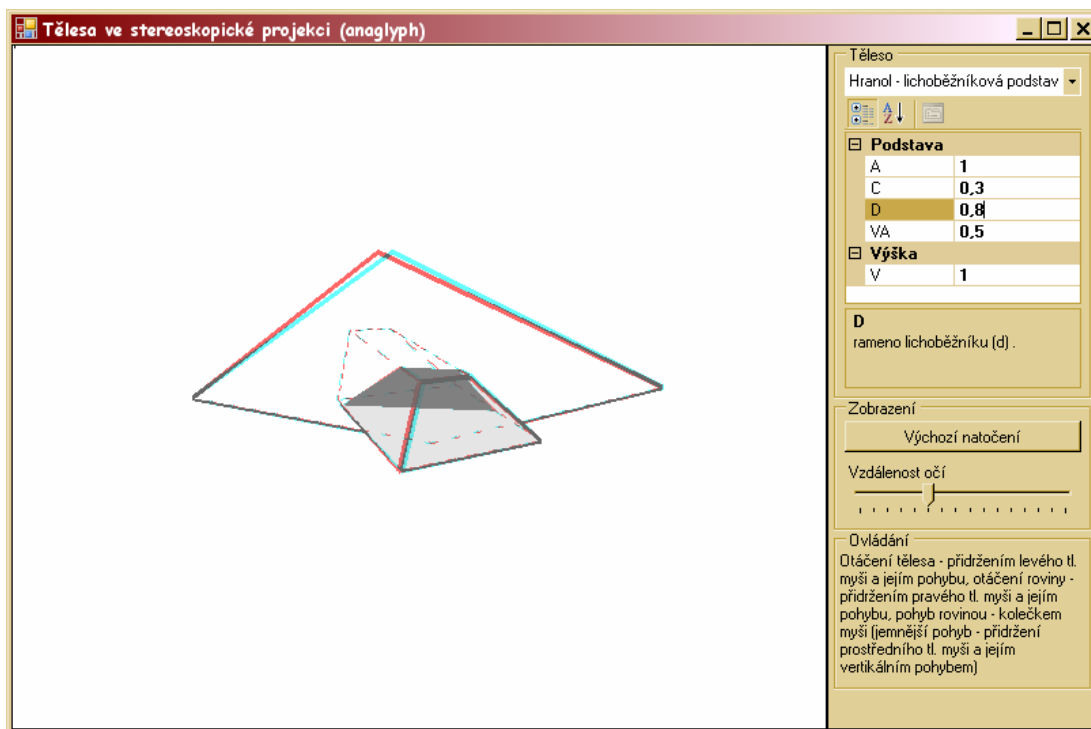 Tělesa ve stereoskopické projekci (anaglyph)
Těleso
Hranol - lichoběžníková podstav
Podstava
A 1
C 0,3
D 0,8
VA 0,5
Výška
V 1
D
rameno lichoběžníku (d) .
Zobrazení
Výchozí natočení
Vzdálenost očí
Ovládání
Otáčení tělesa - přidržením levého tl.
myši a jejím pohybu, otáčení roviny -
přidržením pravého tl. myši a jejím
pohybu, pohyb rovinou - kolečkem
myši (jemnější pohyb - přidržení
prostředního tl. myši a jejím
vertikálním pohybem)